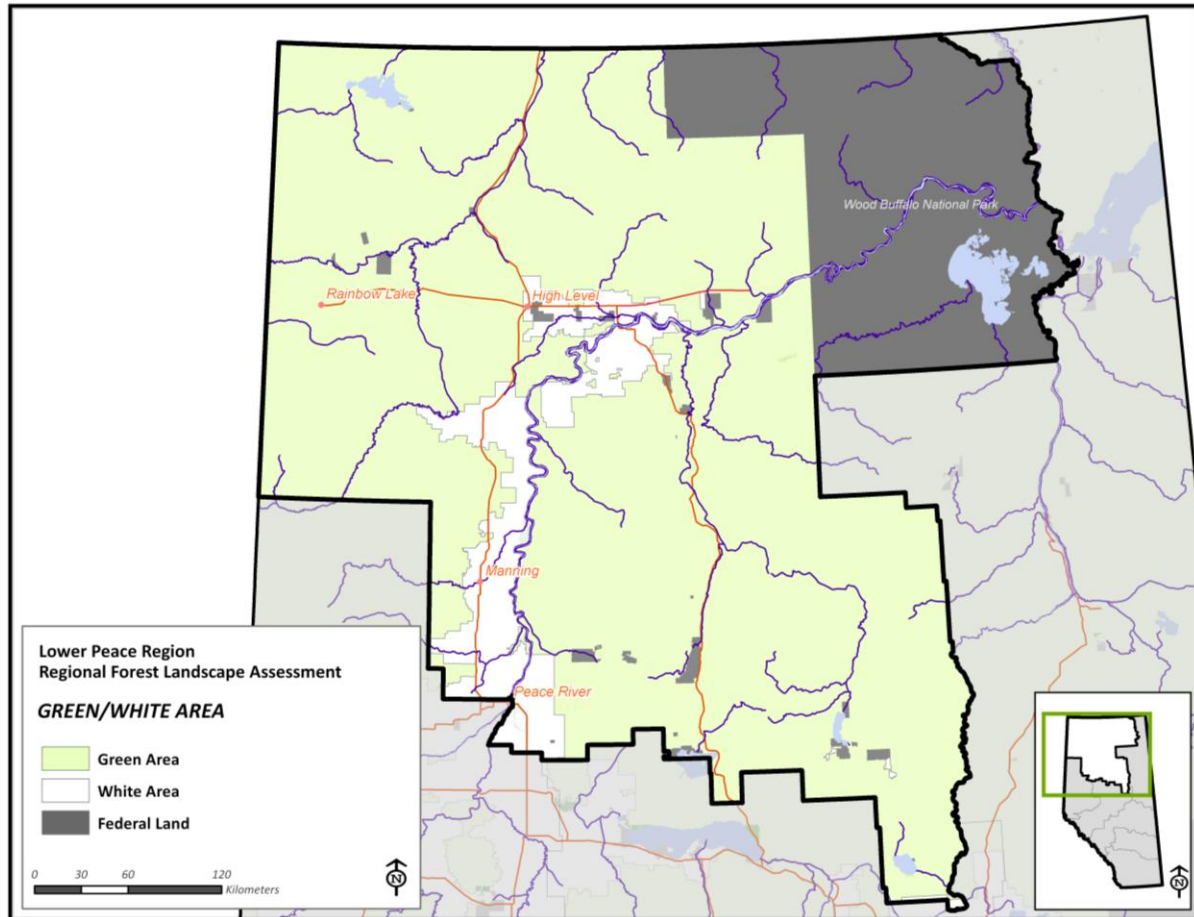 Wood Buffalo National Park
Rainbow Lake
High Level
Manning
Peace River
Lower Peace Region
Regional Forest Landscape Assessment
GREEN/WHITE AREA
Green Area
White Area
Federal Land
0 30 60 120
Kilometers
N
N